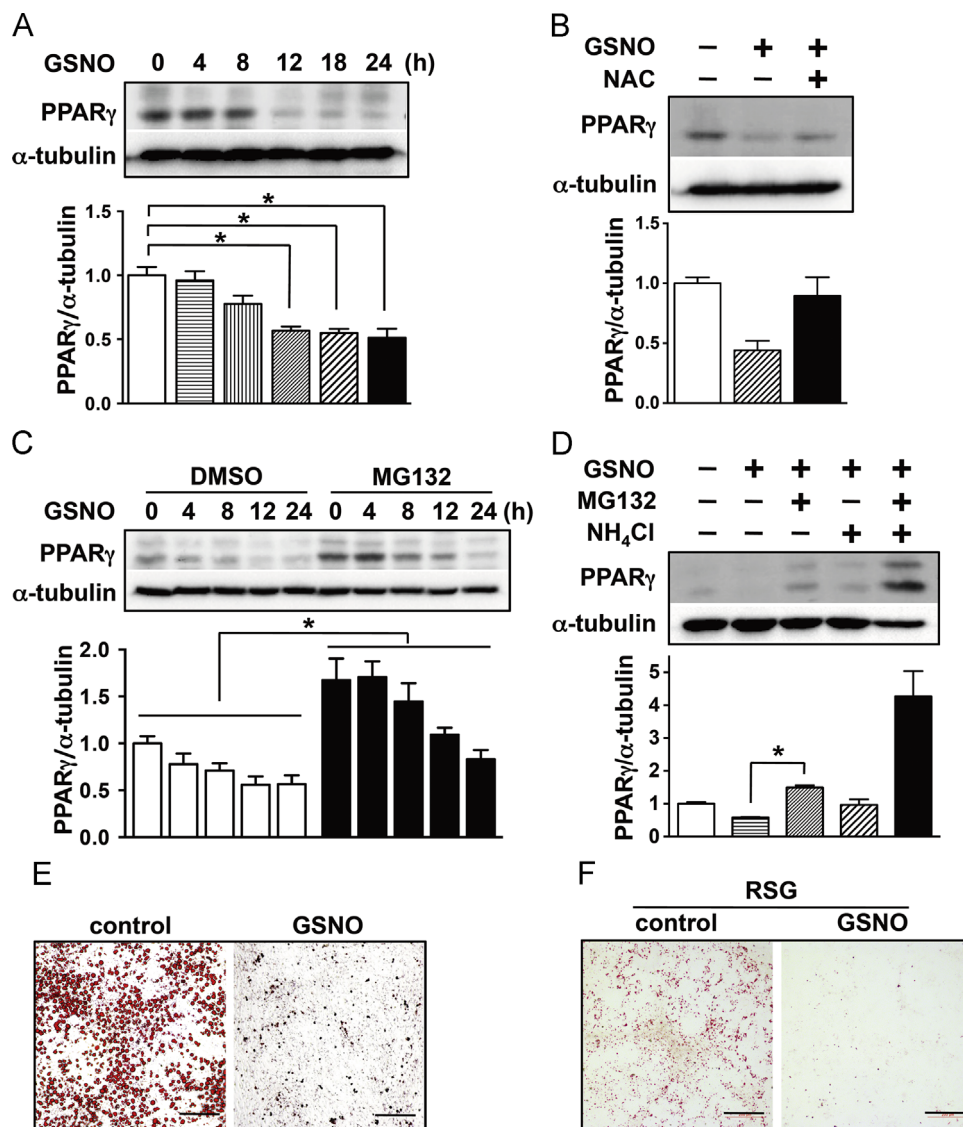 A
GSNO 0 4 8 12 18 24 (h)
PPARγ
α-tubulin
PPARγ/α-tubulin
1.5
1.0
0.5
0.0
*
*
*
B
GSNO − + +
NAC − − +
PPARγ
α-tubulin
PPARγ/α-tubulin
1.5
1.0
0.5
0.0
C
DMSO MG132
GSNO 0 4 8 12 24 0 4 8 12 24 (h)
PPARγ
α-tubulin
PPARγ/α-tubulin
2.0
1.5
1.0
0.5
0.0
*
D
GSNO − + + + +
MG132 − − + − +
NH₄Cl − − − + +
PPARγ
α-tubulin
PPARγ/α-tubulin
5
4
3
2
1
0
*
E
control GSNO
F
RSG
control GSNO